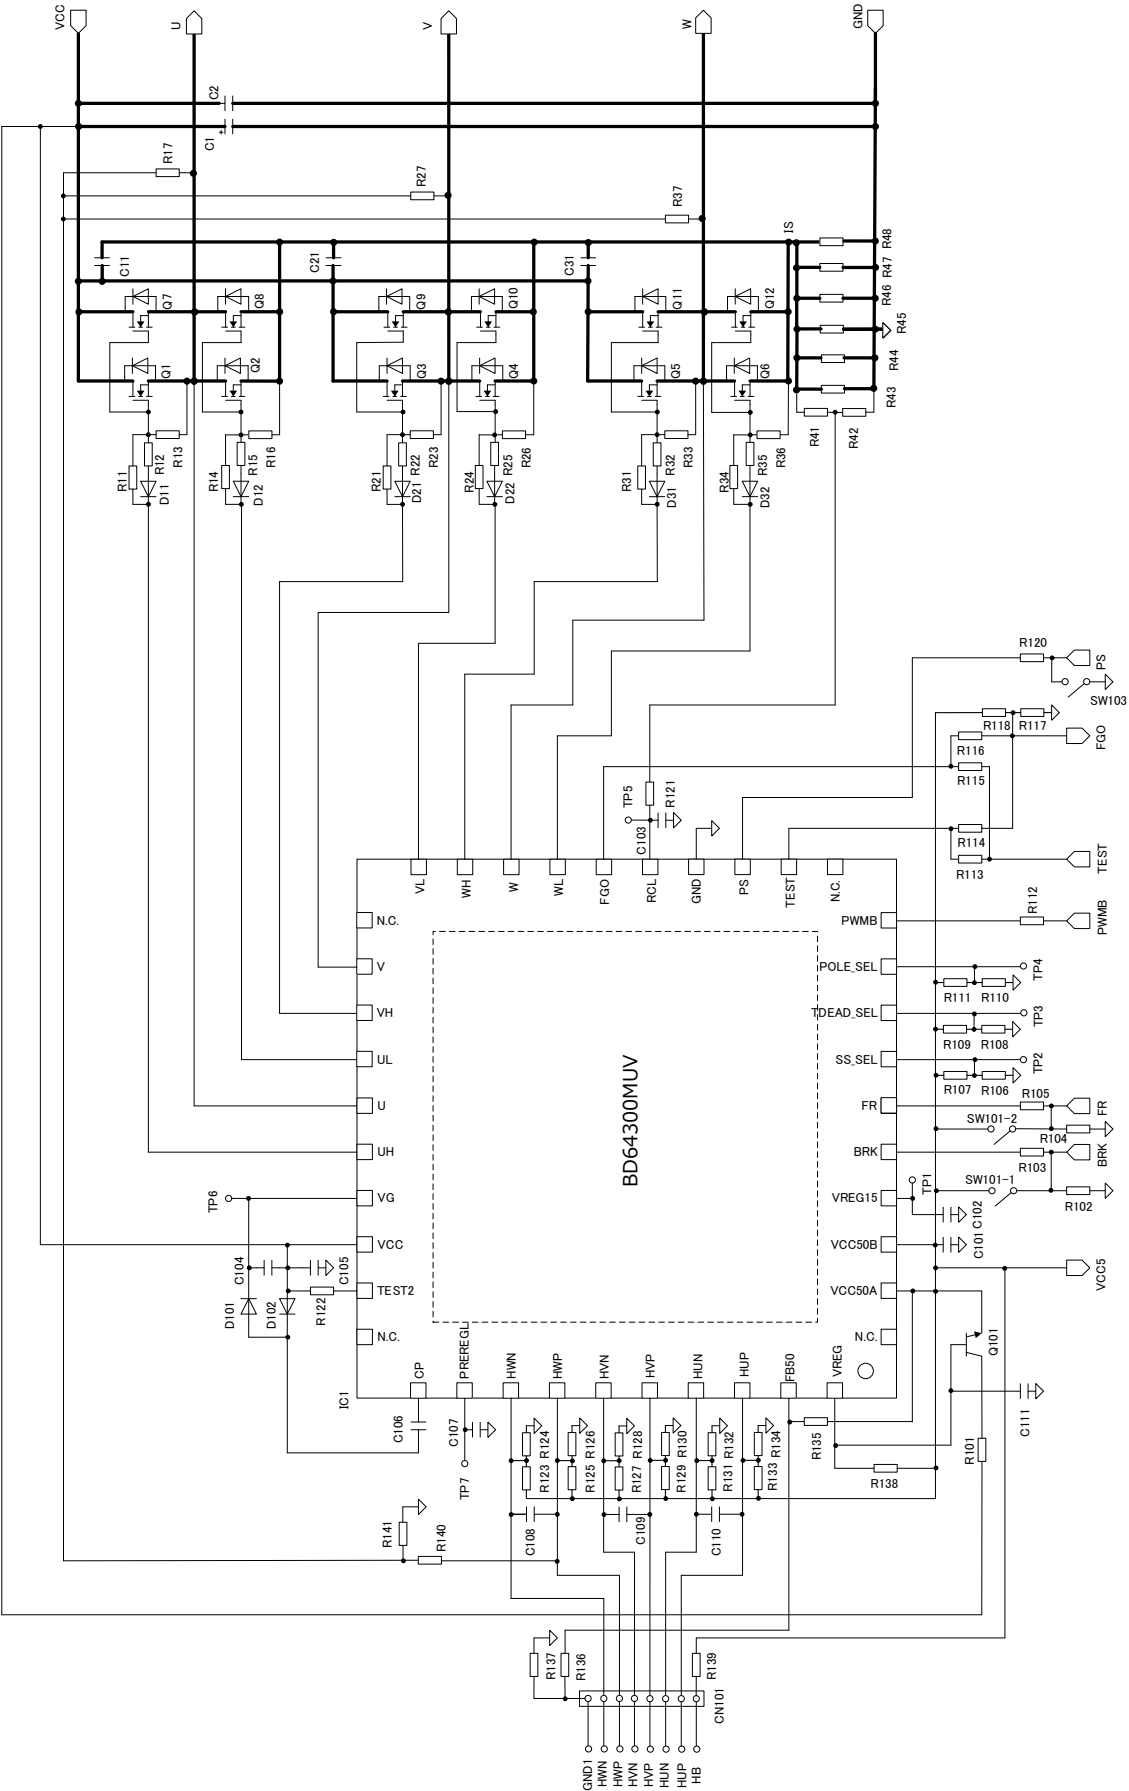 VCC
U
V
W
GND
C2
C1
R17
R27
R37
IS
C11
C21
C31
R48
R47
R46
R45
R44
R43
Q7
Q8
Q9
Q10
Q11
Q12
Q1
Q2
Q3
Q4
Q5
Q6
R41
R42
R11
R12
R13
D11
R14
R15
R16
D12
R21
R22
R23
D21
R24
R25
R26
D22
R31
R32
R33
D31
R34
R35
R36
D32
R120
PS
SW103
R118
R117
FGO
R116
R115
TP5
R121
C103
R114
R113
TEST
VL
WH
W
WL
FGO
RCL
GND
PS
TEST
N.C.
R112
PWMB
N.C.
V
VH
UL
U
UH
VG
VCC
TEST2
N.C.
PWMB
POLE_SEL
TDEAD_SEL
SS_SEL
FR
BRK
VREG15
VCC50B
VCC50A
N.C.
BD64300MUV
TP4
R111
R110
TP3
R109
R108
TP2
R107
R106
R105
FR
SW101-2
R104
R103
BRK
SW101-1
R102
TP1
C102
C101
VCC5
TP6
C104
C105
D101
D102
R122
Q101
C111
R101
CP
PREREGL
HWN
HWP
HVN
HVP
HUN
HUP
FB50
VREG
IC1
C106
C107
TP7
R124
R126
R128
R130
R132
R134
R123
R125
R127
R129
R131
R133
R135
R138
C108
C109
C110
R141
R140
R137
R136
R139
CN101
GND1
HWN
HWP
HVN
HVP
HUN
HUP
HB